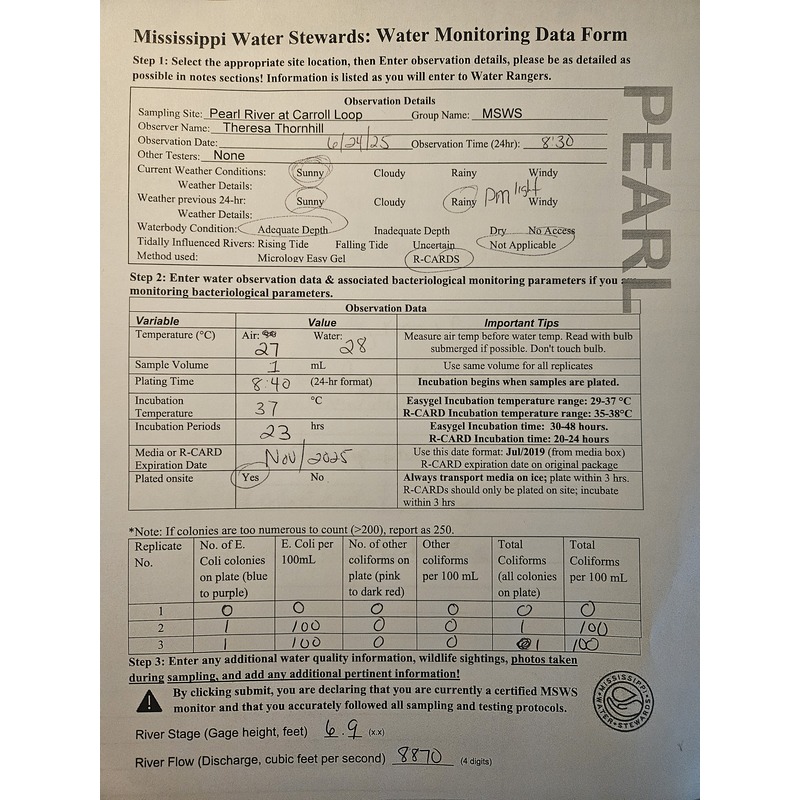 Mississippi Water Stewards: Water Monitoring Data Form
Step 1: Select the appropriate site location, then Enter observation details, please be as detailed as
possible in notes sections! Information is listed as you will enter to Water Rangers.
PEARL
Observation Details
Sampling Site: Pearl River at Carroll Loop Group Name: MSWS
Observer Name: Theresa Thornhill
Observation Date: 6/24/25 Observation Time (24hr): 8:30
Other Testers: None
Current Weather Conditions: Sunny Cloudy Rainy Windy
Weather Details:
Weather previous 24-hr: Sunny Cloudy Rainy pm light Windy
Weather Details:
Waterbody Condition: Adequate Depth Inadequate Depth Dry No Access
Tidally Influenced Rivers: Rising Tide Falling Tide Uncertain Not Applicable
Method used: Micrology Easy Gel R-CARDS
Step 2: Enter water observation data & associated bacteriological monitoring parameters if you are
monitoring bacteriological parameters.
Observation Data
Variable Value Important Tips
Temperature (°C) Air: 27 Water: 28 Measure air temp before water temp. Read with bulb
submerged if possible. Don't touch bulb.
Sample Volume 1 mL Use same volume for all replicates
Plating Time 8:40 (24-hr format) Incubation begins when samples are plated.
Incubation Temperature 37 °C Easygel Incubation temperature range: 29-37 °C
R-CARD Incubation temperature range: 35-38°C
Incubation Periods 23 hrs Easygel Incubation time: 30-48 hours.
R-CARD Incubation time: 20-24 hours
Media or R-CARD Expiration Date Nov/2025 Use this date format: Jul/2019 (from media box)
R-CARD expiration date on original package
Plated onsite Yes No Always transport media on ice; plate within 3 hrs.
R-CARDs should only be plated on site; incubate
within 3 hrs
*Note: If colonies are too numerous to count (>200), report as 250.
Replicate No. No. of E. Coli colonies on plate (blue to purple) E. Coli per 100mL No. of other coliforms on plate (pink to dark red) Other coliforms per 100 mL Total Coliforms (all colonies on plate) Total Coliforms per 100 mL
1 0 0 0 0 0 0
2 1 100 0 0 1 100
3 1 100 0 0 1 100
Step 3: Enter any additional water quality information, wildlife sightings, photos taken
during sampling, and add any additional pertinent information!
By clicking submit, you are declaring that you are currently a certified MSWS
monitor and that you accurately followed all sampling and testing protocols.
MISSISSIPPI WATER STEWARDS
River Stage (Gage height, feet) 6.9 (x.x)
River Flow (Discharge, cubic feet per second) 8870 (4 digits)